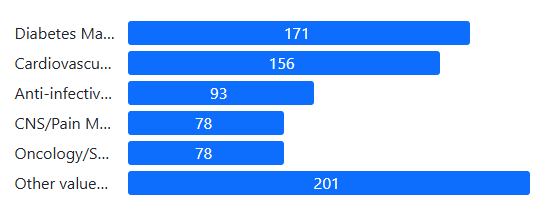 Diabetes Ma... 171
Cardiovascu... 156
Anti-infectiv... 93
CNS/Pain M... 78
Oncology/S... 78
Other value... 201